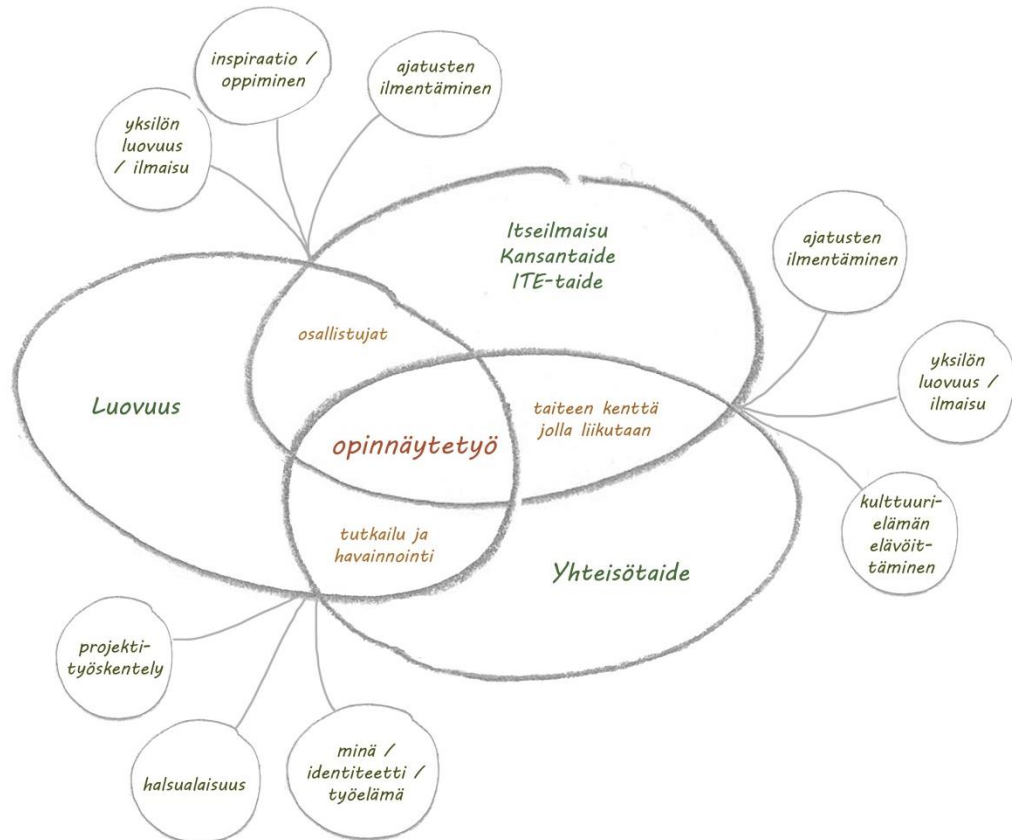 inspiraatio /
oppiminen
ajatusten
ilmentäminen
yksilön
luovuus
/ ilmaisu
Itseilmaisu
Kansantaide
ITE-taide
ajatusten
ilmentäminen
osallistujat
yksilön
luovuus /
ilmaisu
Luovuus
taiteen kenttä
jolla liikutaan
opinnäytetyö
kulttuuri-
elämän
elävöit-
täminen
tutkailu ja
havainnointi
Yhteisötaide
projekti-
työskentely
halsualaisuus
minä /
identiteetti /
työelämä